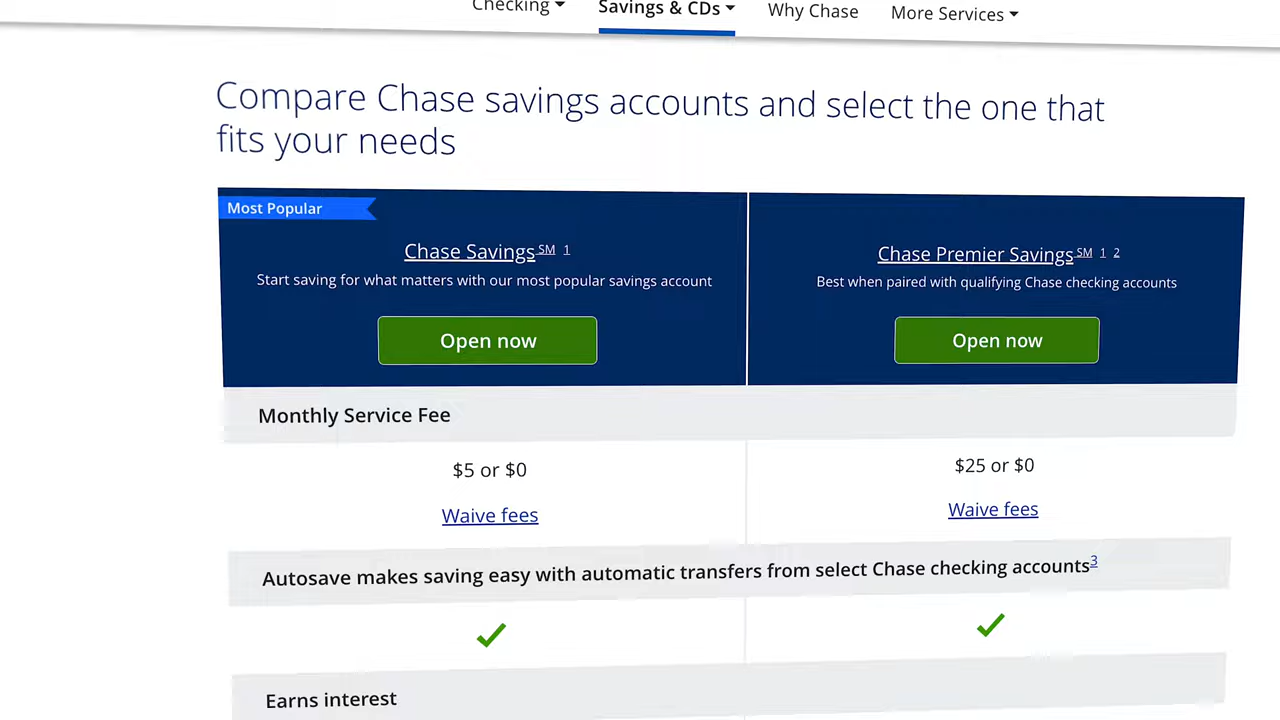 Checking
Savings & CDs
Why Chase
More Services
Compare Chase savings accounts and select the one that
fits your needs
Most Popular
Chase Savings SM 1
Start saving for what matters with our most popular savings account
Open now
Chase Premier Savings SM 1 2
Best when paired with qualifying Chase checking accounts
Open now
Monthly Service Fee
$5 or $0
$25 or $0
Waive fees
Waive fees
Autosave makes saving easy with automatic transfers from select Chase checking accounts3
Earns interest